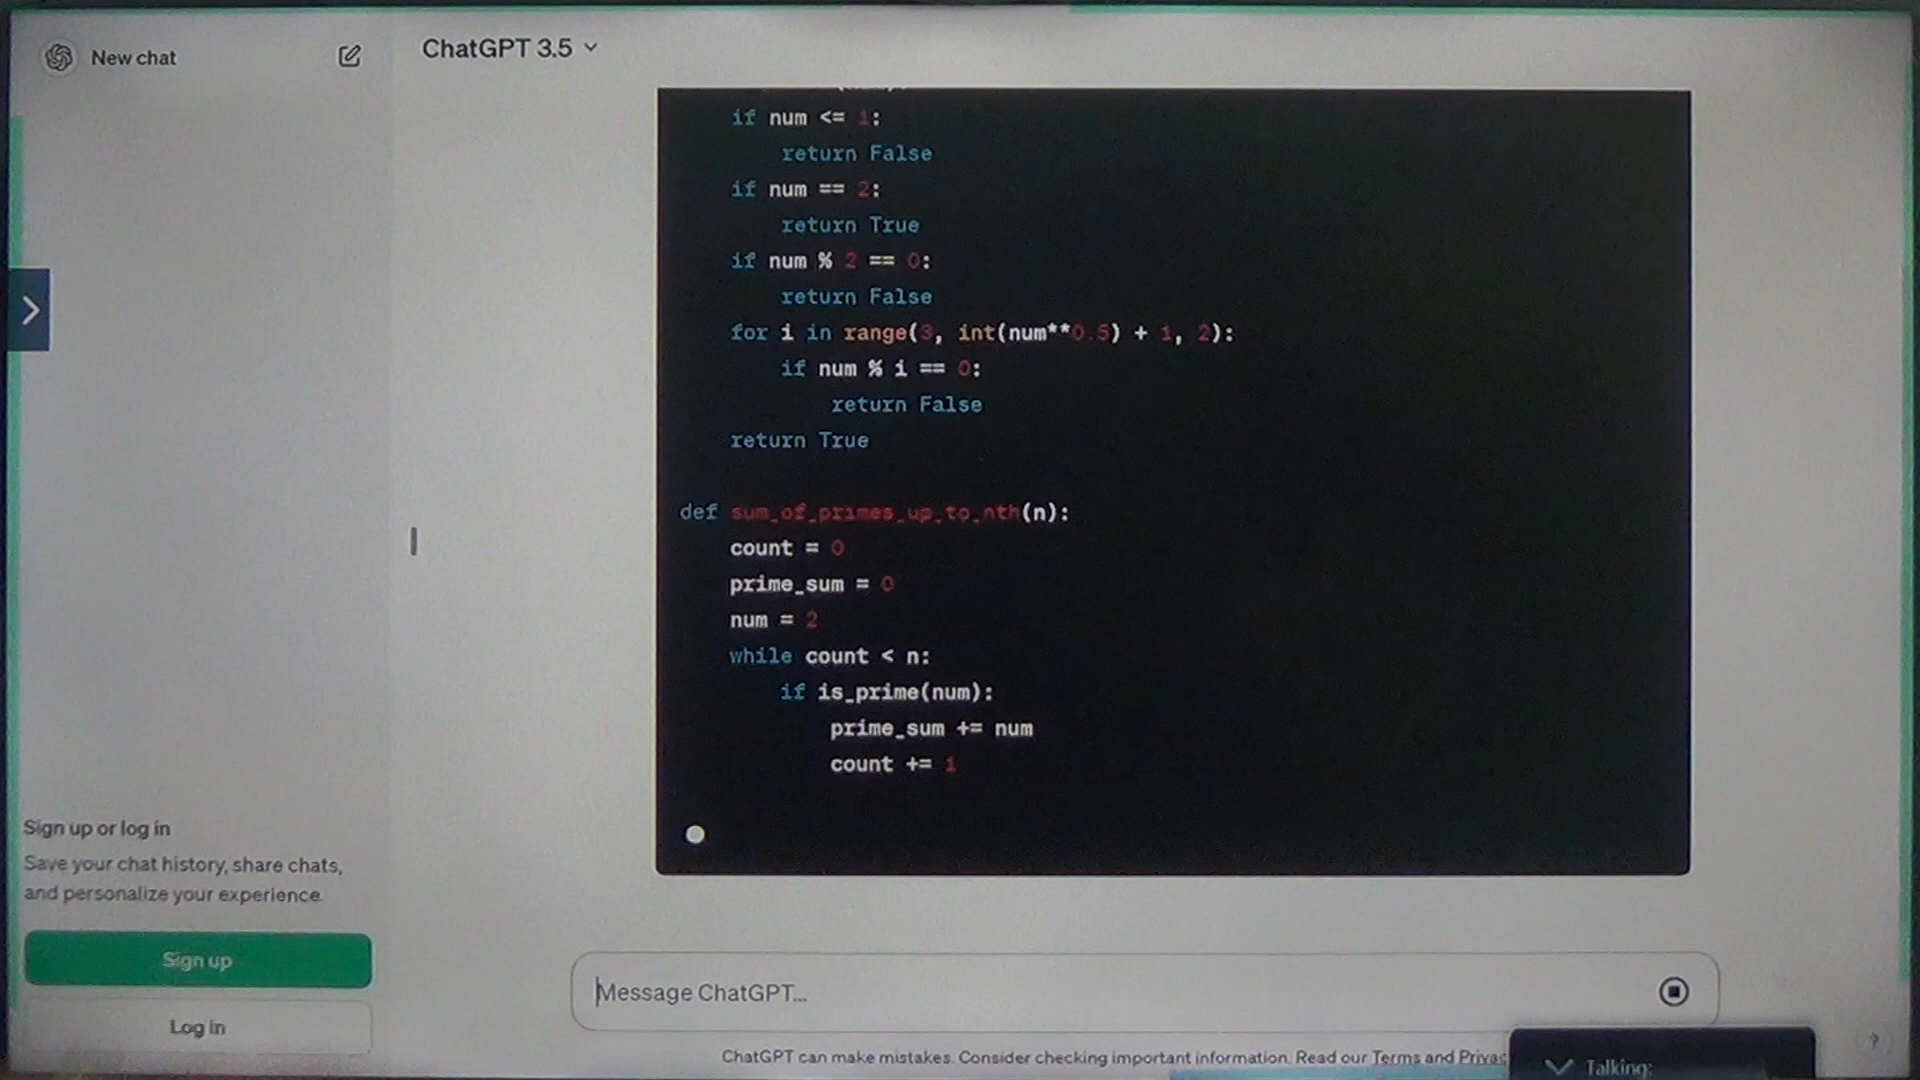 New chat
ChatGPT 3.5
if num <= 1:
return False
if num == 2:
return True
if num % 2 == 0:
return False
for i in range(3, int(num**0.5) + 1, 2):
if num % i == 0:
return False
return True
def sum_of_primes_up_to_nth(n):
count = 0
prime_sum = 0
num = 2
while count < n:
if is_prime(num):
prime_sum += num
count += 1
Sign up or log in
Save your chat history, share chats,
and personalize your experience.
Sign up
Log in
Message ChatGPT...
ChatGPT can make mistakes. Consider checking important information. Read our Terms and Privac
?
Talking: